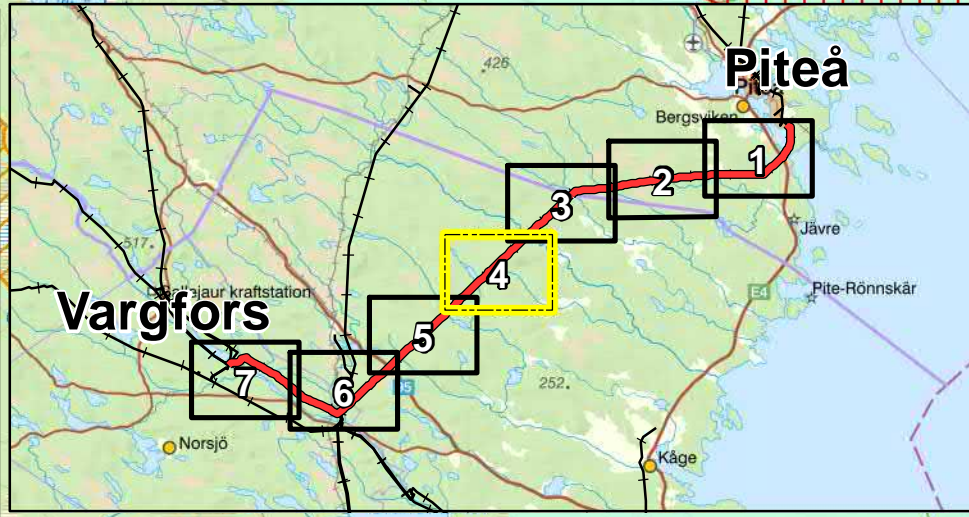 426
Piteå
Bergsviken
1
2
3
Jävre
517
4
E4
Pite-Rönnskär
kraftstation
Vargfors
5
6
7
252
Norsjö
Kåge